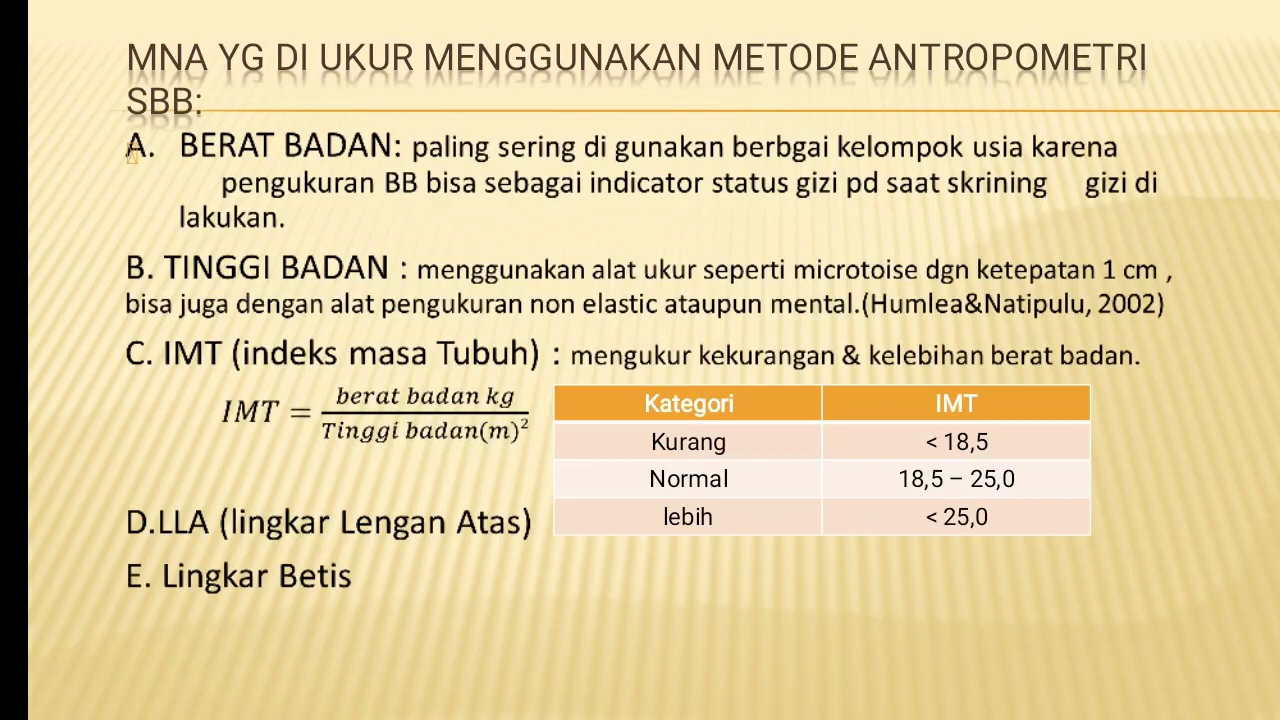 MNA YG DI UKUR MENGGUNAKAN METODE ANTROPOMETRI
SBB:
A. BERAT BADAN: paling sering di gunakan berbgai kelompok usia karena
pengukuran BB bisa sebagai indicator status gizi pd saat skrining gizi di
lakukan.
B. TINGGI BADAN : menggunakan alat ukur seperti microtoise dgn ketepatan 1 cm ,
bisa juga dengan alat pengukuran non elastic ataupun mental.(Humlea&Natipulu, 2002)
C. IMT (indeks masa Tubuh) : mengukur kekurangan & kelebihan berat badan.
IMT = berat badan kg / Tinggi badan(m)²
Kategori IMT
Kurang < 18,5
Normal 18,5 – 25,0
lebih < 25,0
D.LLA (lingkar Lengan Atas)
E. Lingkar Betis